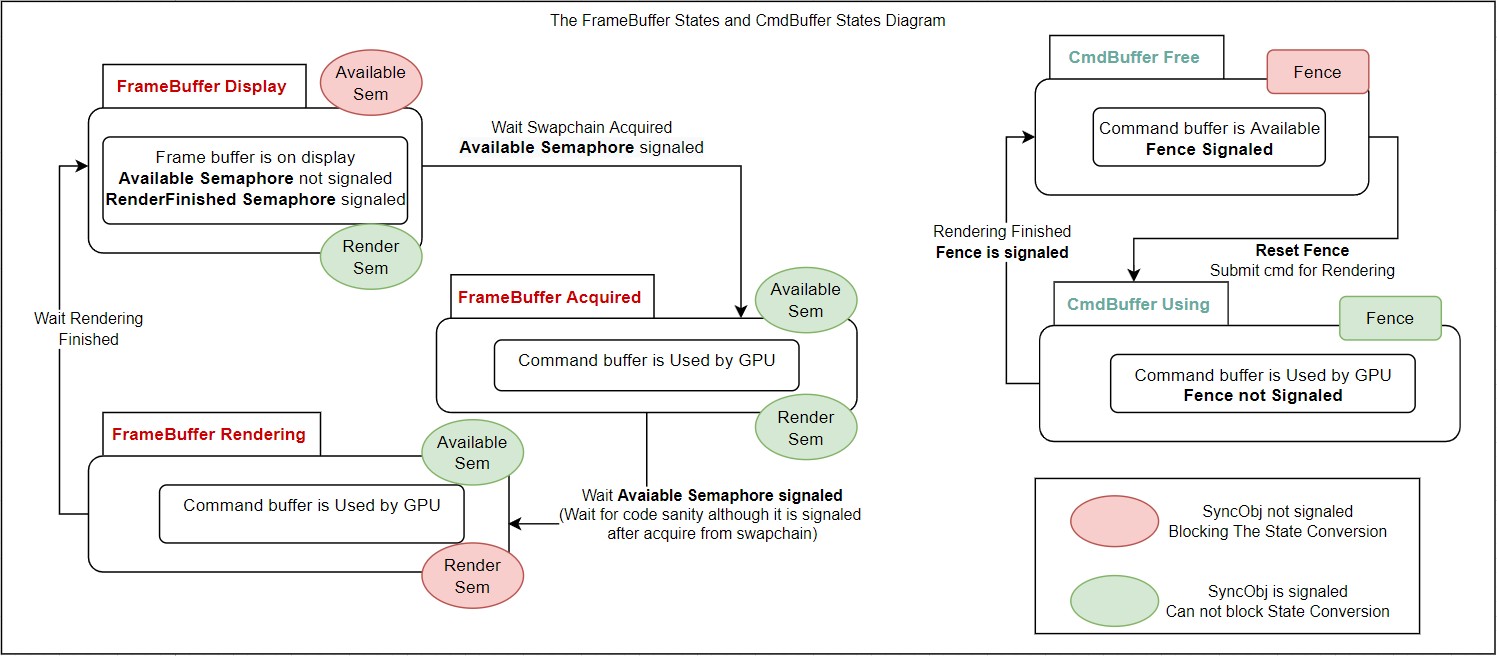 The FrameBuffer States and CmdBuffer States Diagram
FrameBuffer Display
Available
Sem
Frame buffer is on display
Available Semaphore not signaled
RenderFinished Semaphore signaled
Render
Sem
Wait Swapchain Acquired
Available Semaphore signaled
FrameBuffer Acquired
Available
Sem
Command buffer is Used by GPU
Render
Sem
Wait Rendering
Finished
FrameBuffer Rendering
Available
Sem
Command buffer is Used by GPU
Render
Sem
Wait Avaiable Semaphore signaled
(Wait for code sanity although it is signaled
after acquire from swapchain)
CmdBuffer Free
Fence
Command buffer is Available
Fence Signaled
Rendering Finished
Fence is signaled
Reset Fence
Submit cmd for Rendering
CmdBuffer Using
Fence
Command buffer is Used by GPU
Fence not Signaled
SyncObj not signaled
Blocking The State Conversion
SyncObj is signaled
Can not block State Conversion